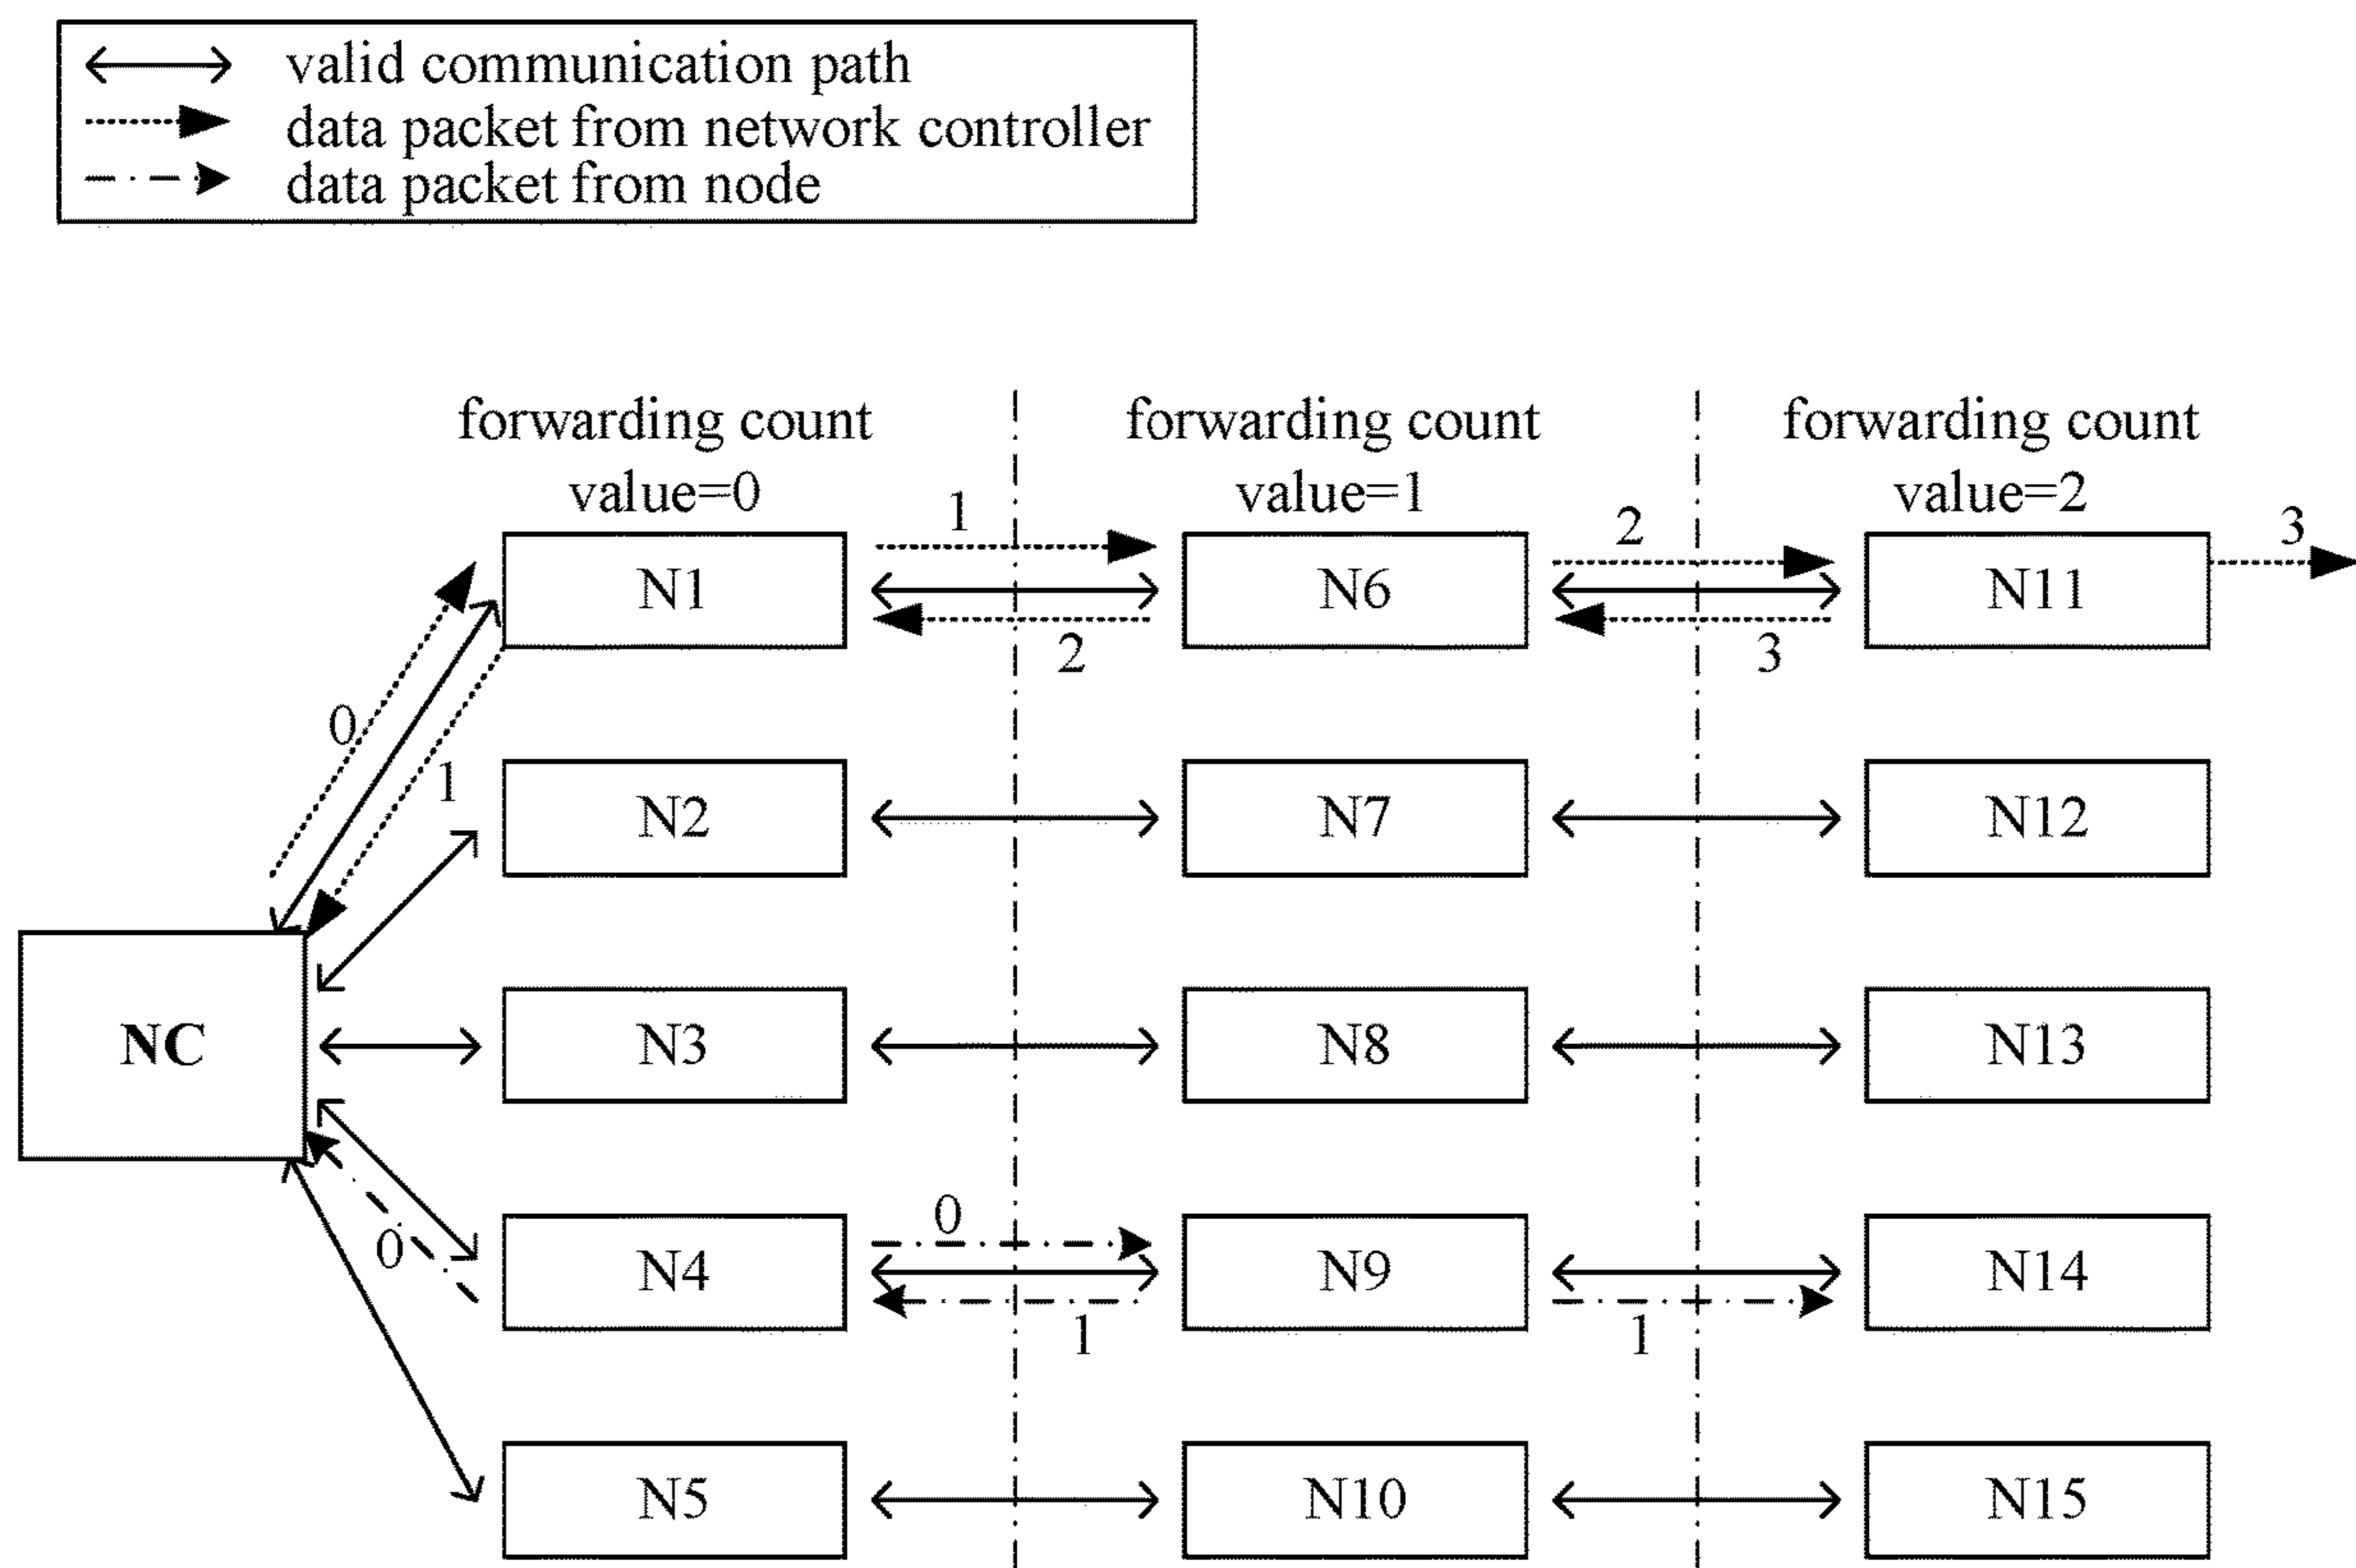 valid communication path
data packet from network controller
data packet from node
forwarding count value=0
forwarding count value=1
forwarding count value=2
1
2
3
N1
N6
N11
2
3
0
1
N2
N7
N12
NC
N3
N8
N13
0
0
N4
N9
N14
1
1
N5
N10
N15